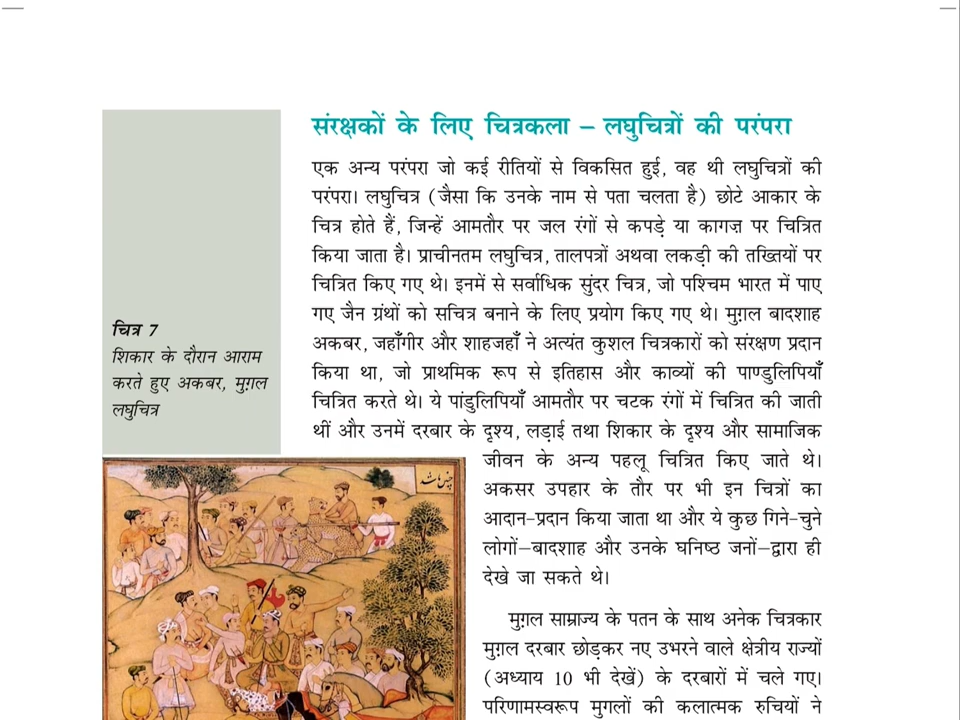 संरक्षकों के लिए चित्रकला – लघुचित्रों की परंपरा
एक अन्य परंपरा जो कई रीतियों से विकसित हुई, वह थी लघुचित्रों की
परंपरा। लघुचित्र (जैसा कि उनके नाम से पता चलता है) छोटे आकार के
चित्र होते हैं, जिन्हें आमतौर पर जल रंगों से कपड़े या कागज़ पर चित्रित
किया जाता है। प्राचीनतम लघुचित्र, तालपत्रों अथवा लकड़ी की तख्तियों पर
चित्रित किए गए थे। इनमें से सर्वाधिक सुंदर चित्र, जो पश्चिम भारत में पाए
गए जैन ग्रंथों को सचित्र बनाने के लिए प्रयोग किए गए थे। मुग़ल बादशाह
अकबर, जहाँगीर और शाहजहाँ ने अत्यंत कुशल चित्रकारों को संरक्षण प्रदान
किया था, जो प्राथमिक रूप से इतिहास और काव्यों की पाण्डुलिपियाँ
चित्रित करते थे। ये पांडुलिपियाँ आमतौर पर चटक रंगों में चित्रित की जाती
थीं और उनमें दरबार के दृश्य, लड़ाई तथा शिकार के दृश्य और सामाजिक
जीवन के अन्य पहलू चित्रित किए जाते थे।
अकसर उपहार के तौर पर भी इन चित्रों का
आदान-प्रदान किया जाता था और ये कुछ गिने-चुने
लोगों–बादशाह और उनके घनिष्ठ जनों–द्वारा ही
देखे जा सकते थे।
मुग़ल साम्राज्य के पतन के साथ अनेक चित्रकार
मुग़ल दरबार छोड़कर नए उभरने वाले क्षेत्रीय राज्यों
(अध्याय 10 भी देखें) के दरबारों में चले गए।
परिणामस्वरूप मुगलों की कलात्मक रुचियों ने
चित्र 7
शिकार के दौरान आराम
करते हुए अकबर, मुग़ल
लघुचित्र